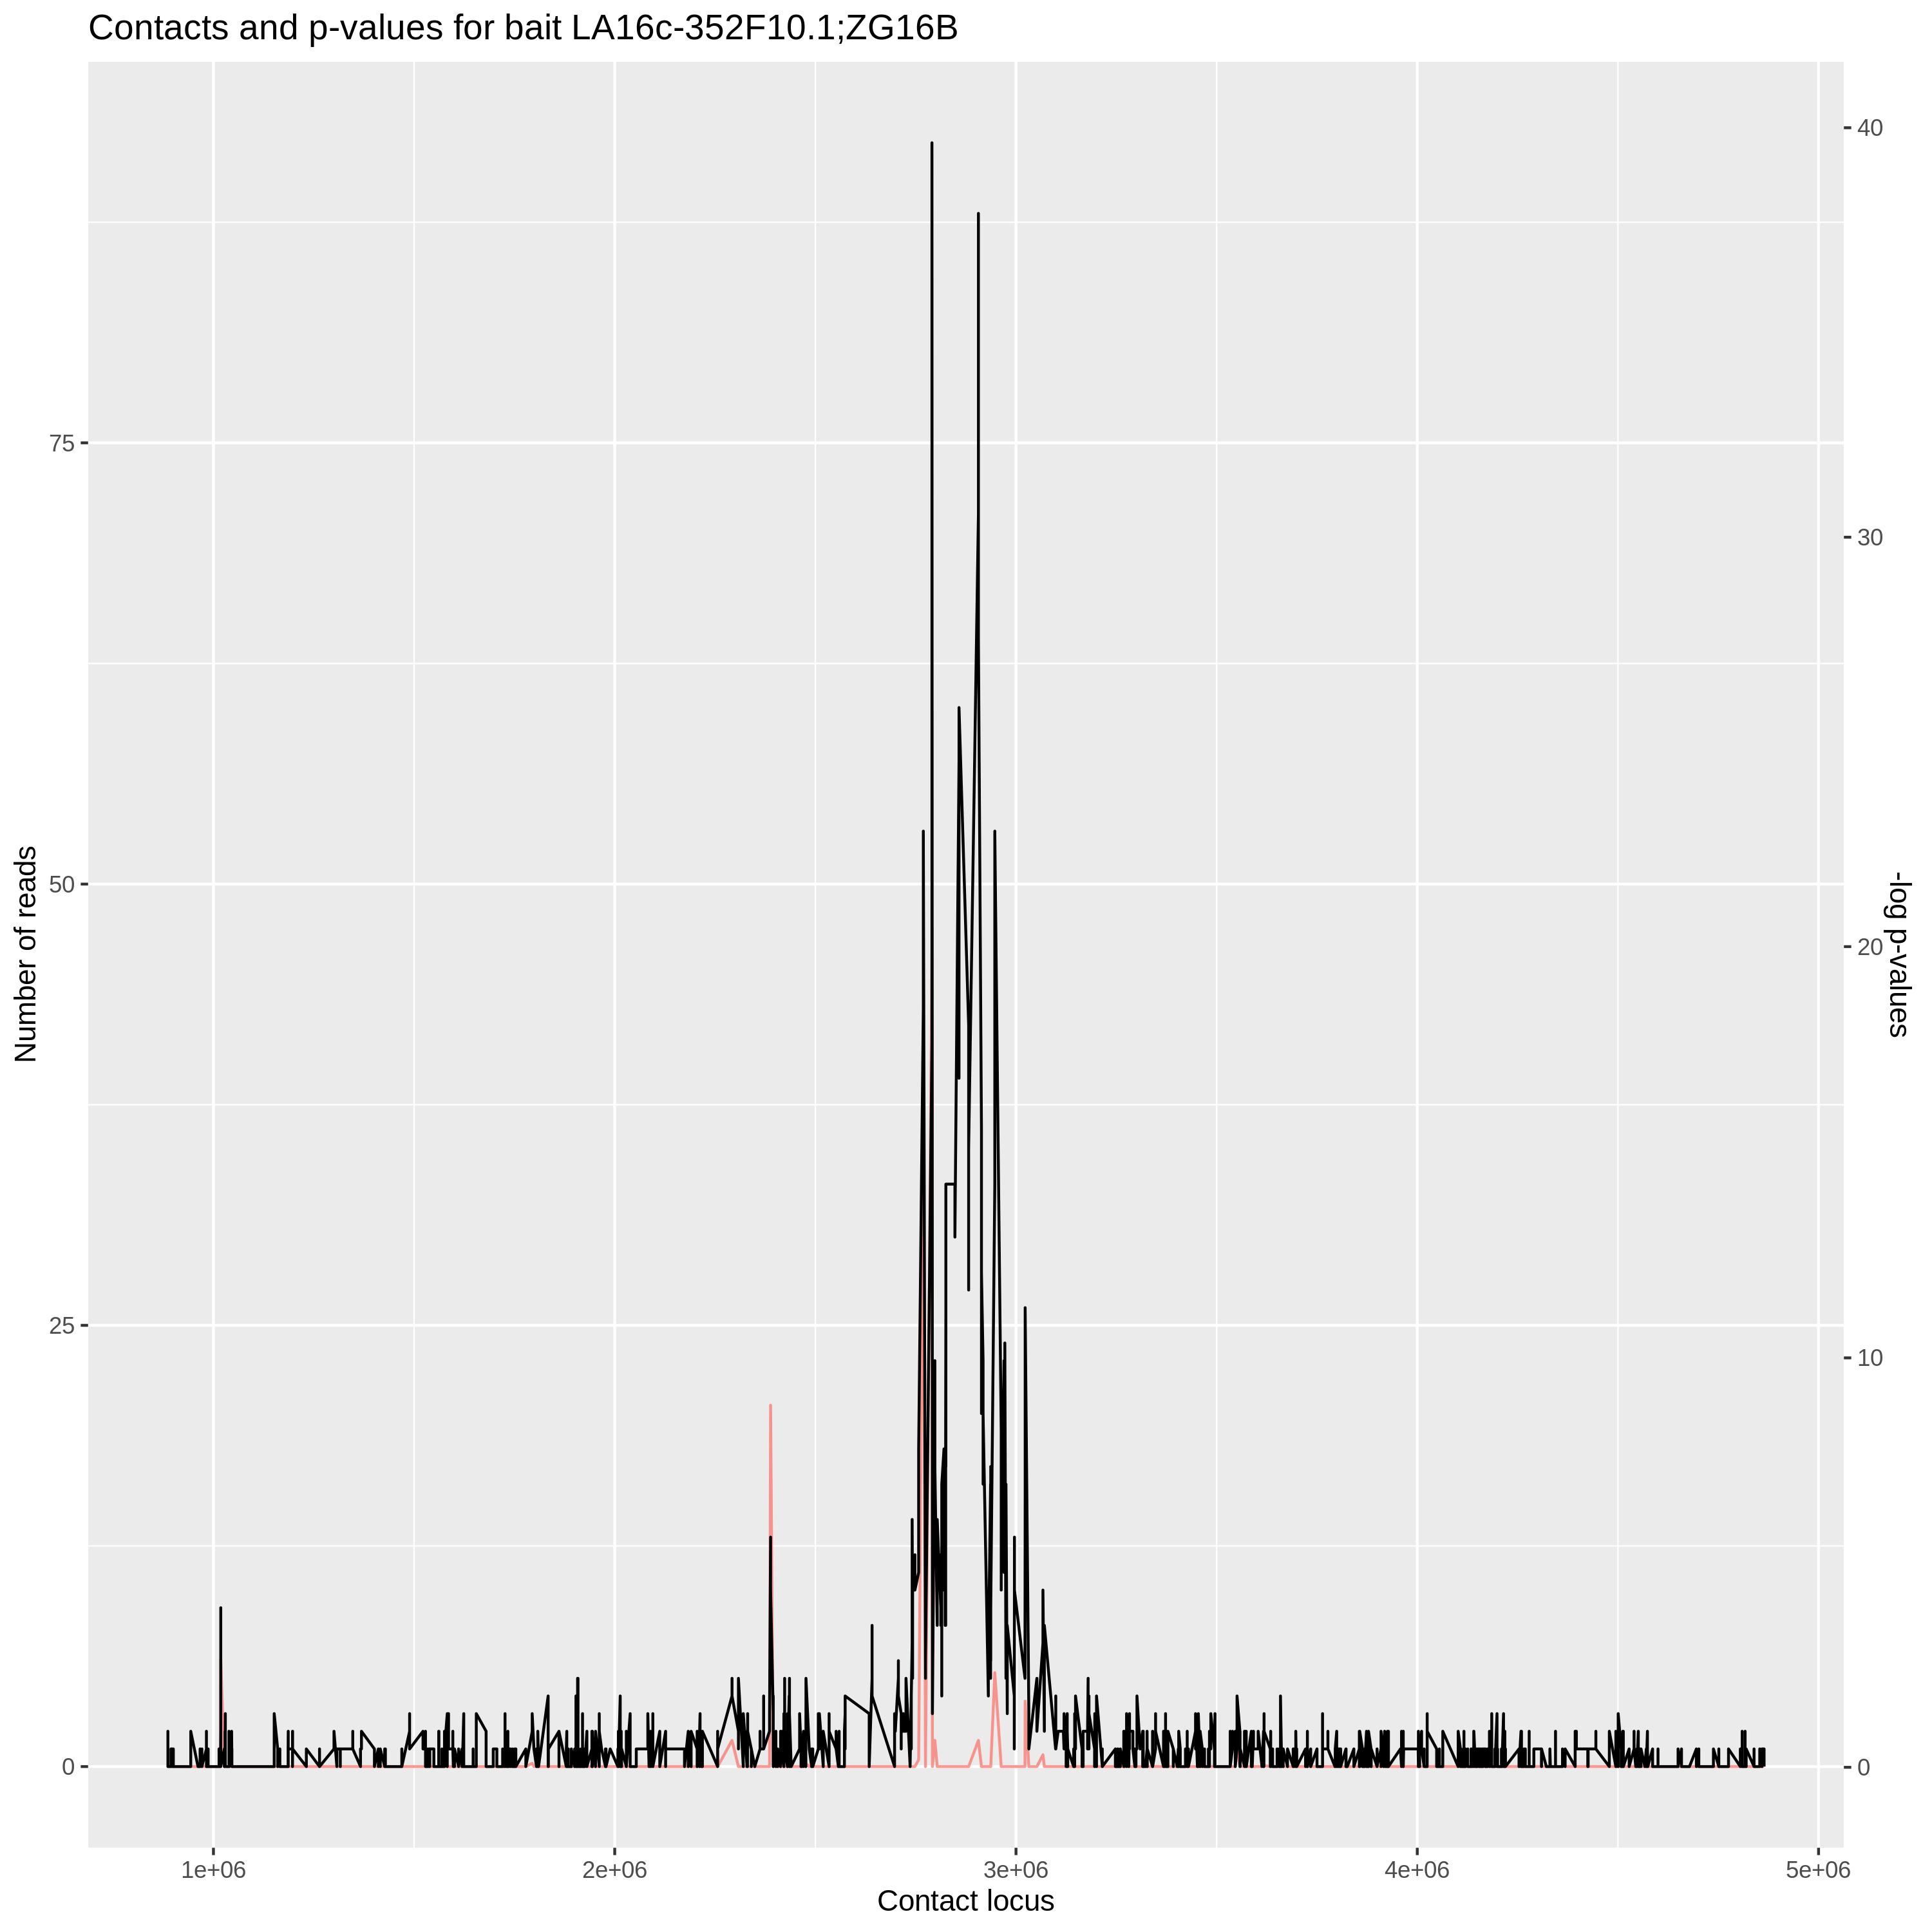 Contacts and p-values for bait LA16c-352F10.1;ZG16B
Number of reads
75
50
25
0
40
30
20
10
0
-log p-values
1e+06
2e+06
3e+06
4e+06
5e+06
Contact locus